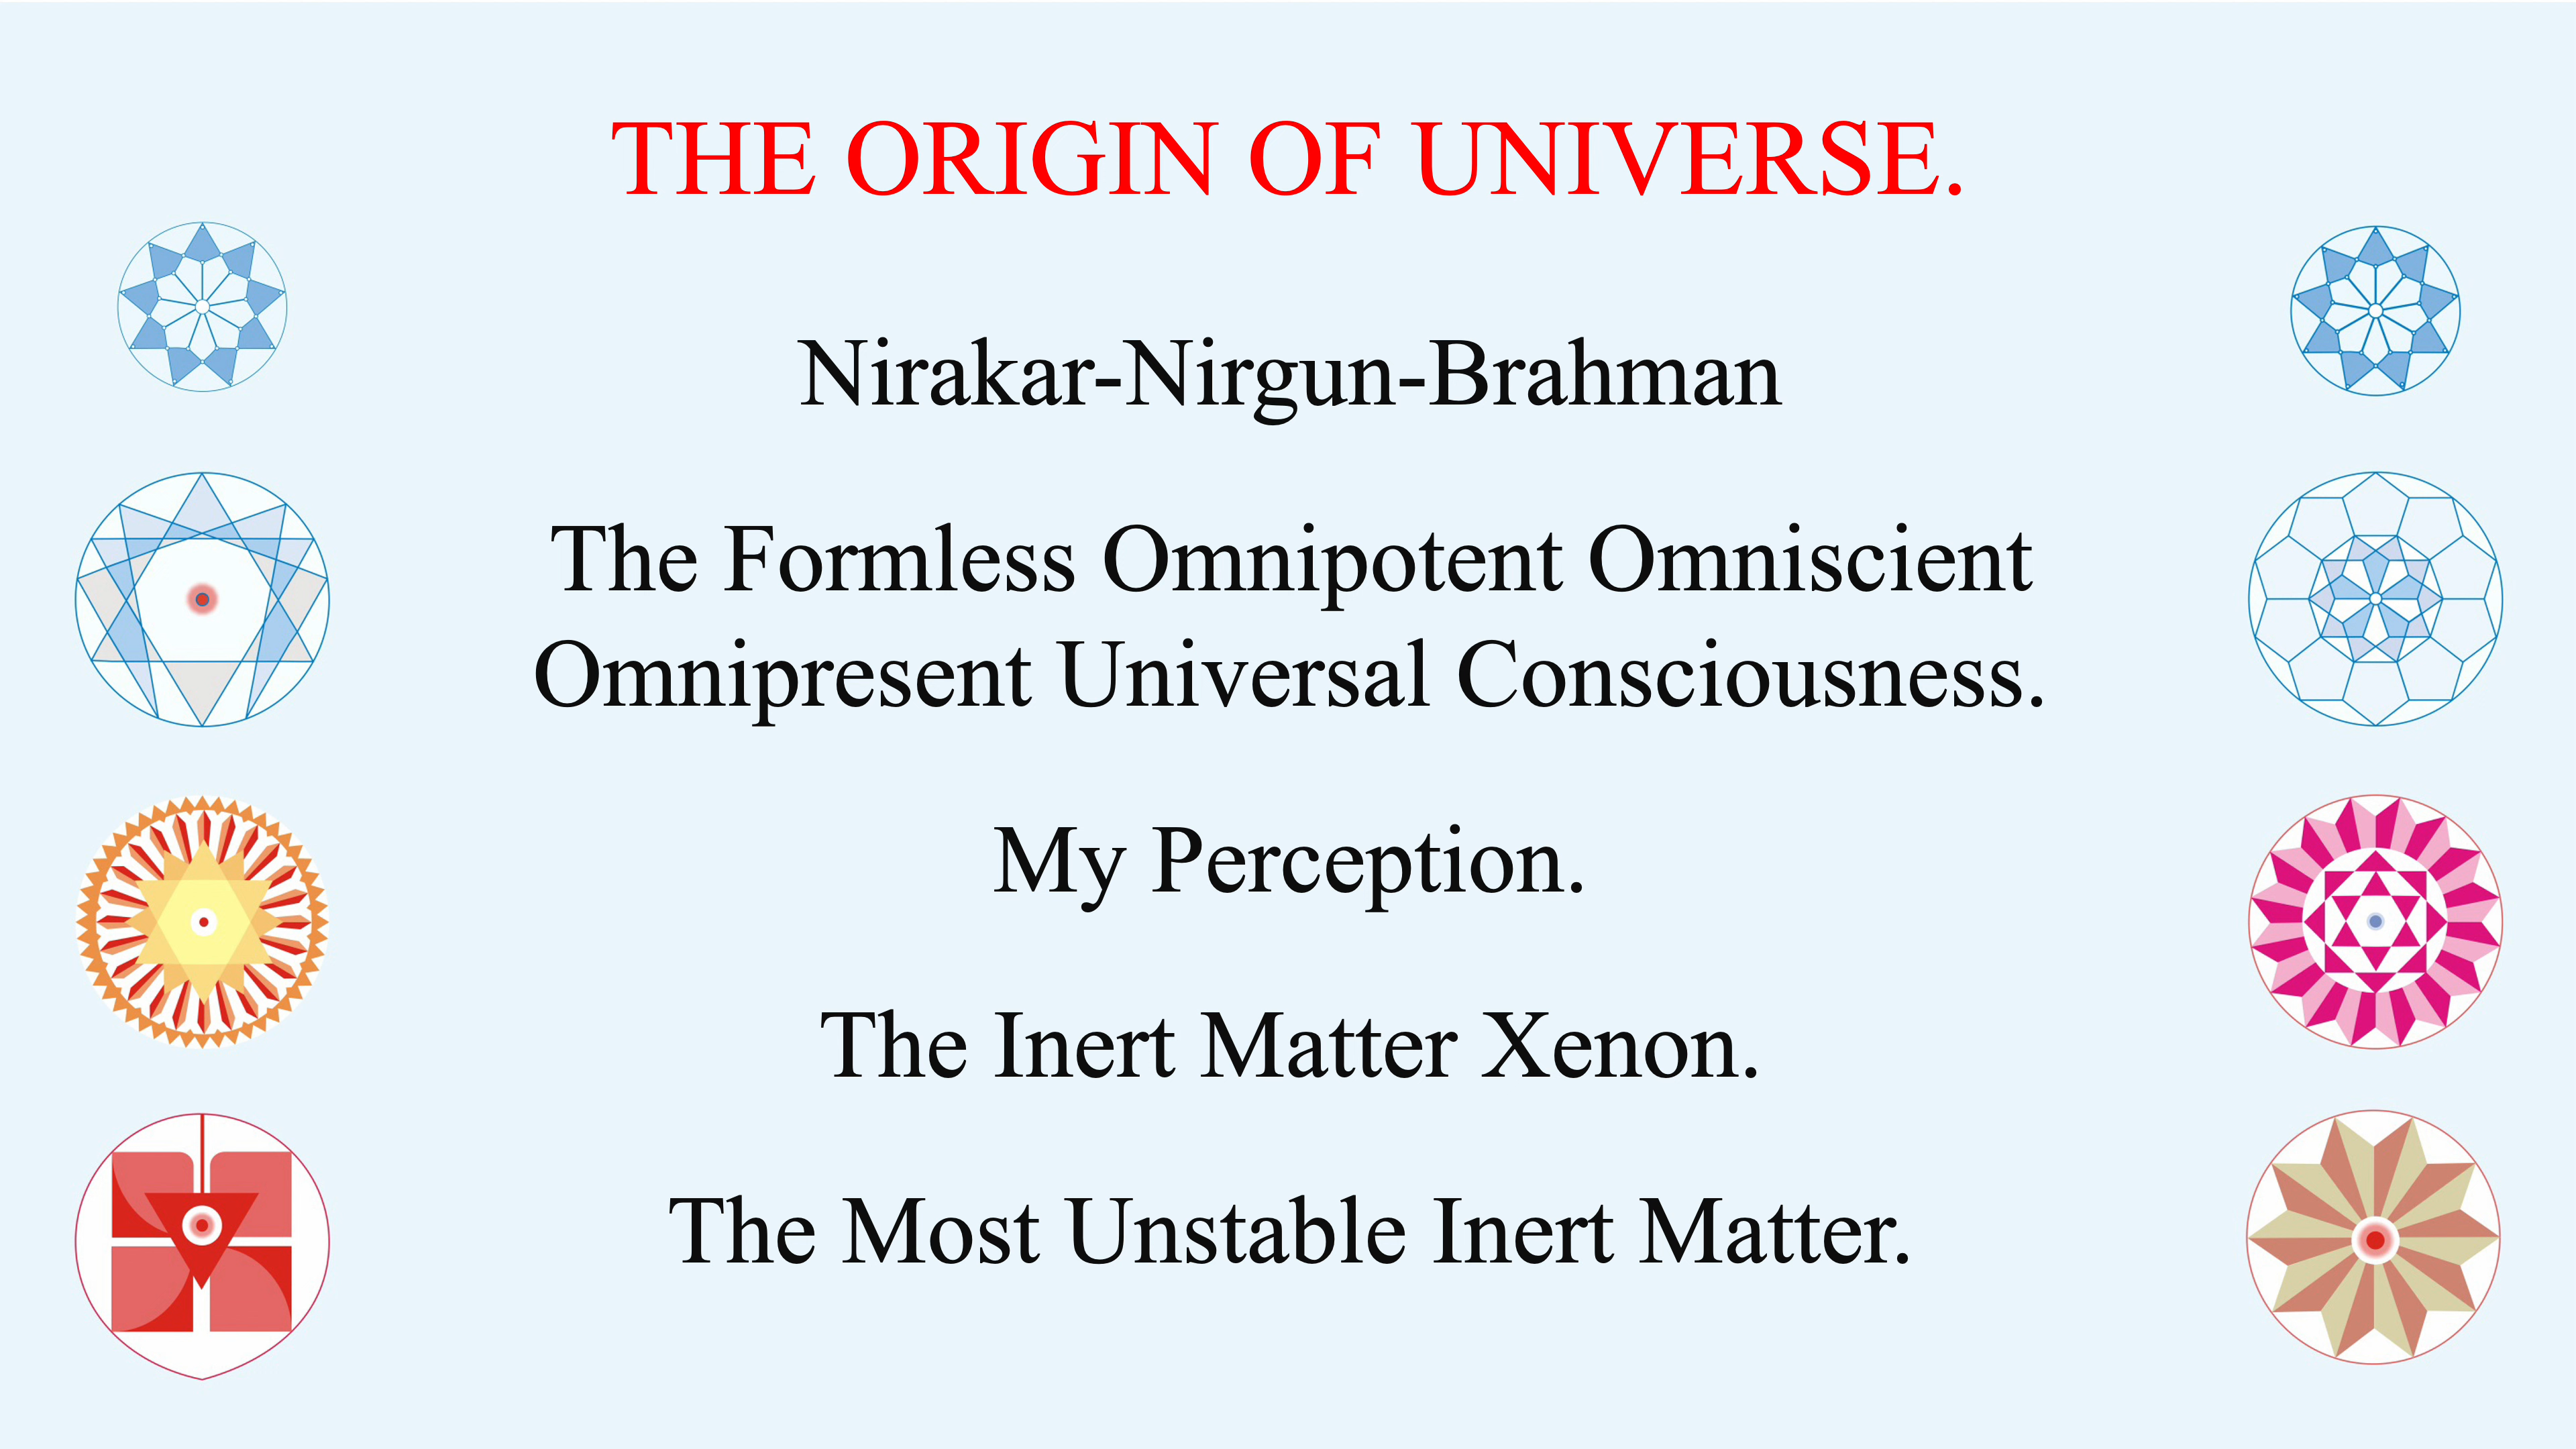 THE ORIGIN OF UNIVERSE.
Nirakar-Nirgun-Brahman
The Formless Omnipotent Omniscient
Omnipresent Universal Consciousness.
My Perception.
The Inert Matter Xenon.
The Most Unstable Inert Matter.